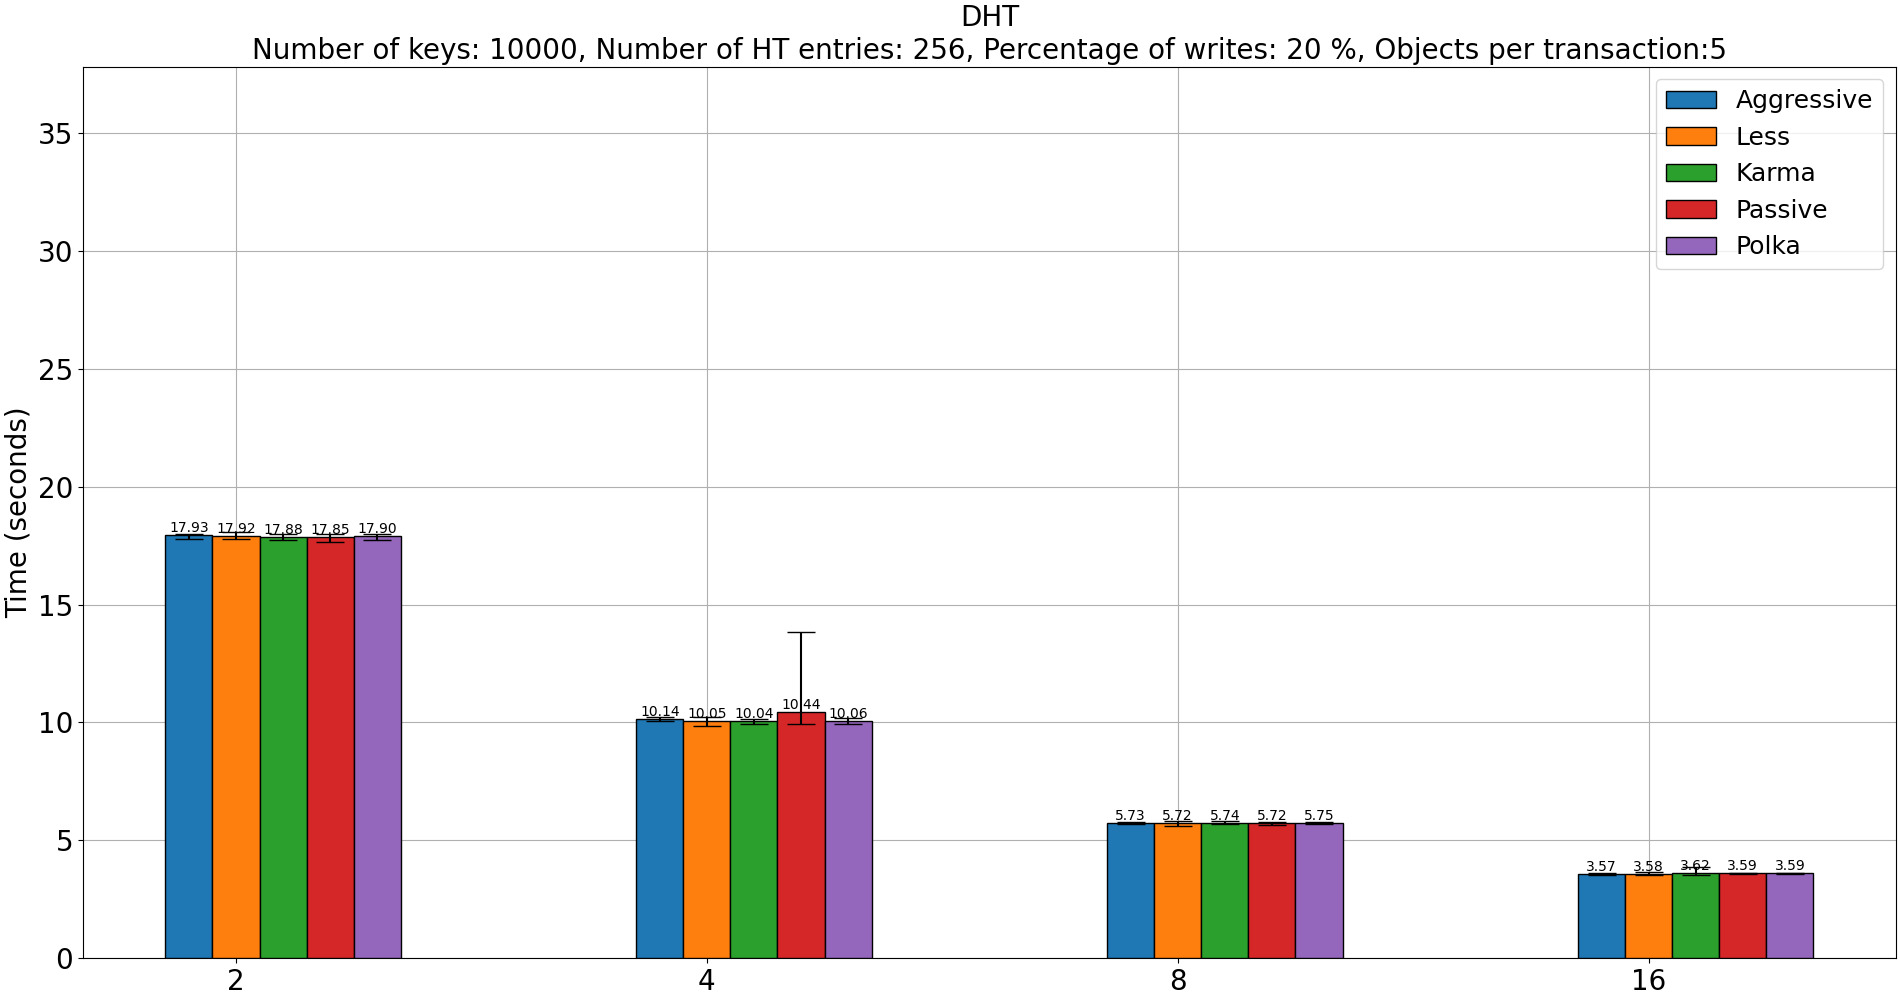 DHT
Number of keys: 10000, Number of HT entries: 256, Percentage of writes: 20 %, Objects per transaction:5
Time (seconds)
35
30
25
20
15
10
5
0
Aggressive
Less
Karma
Passive
Polka
17.93 17.92 17.88 17.85 17.90
10.14 10.05 10.04 10.44 10.06
5.73 5.72 5.74 5.72 5.75
3.57 3.58 3.62 3.59 3.59
2 4 8 16